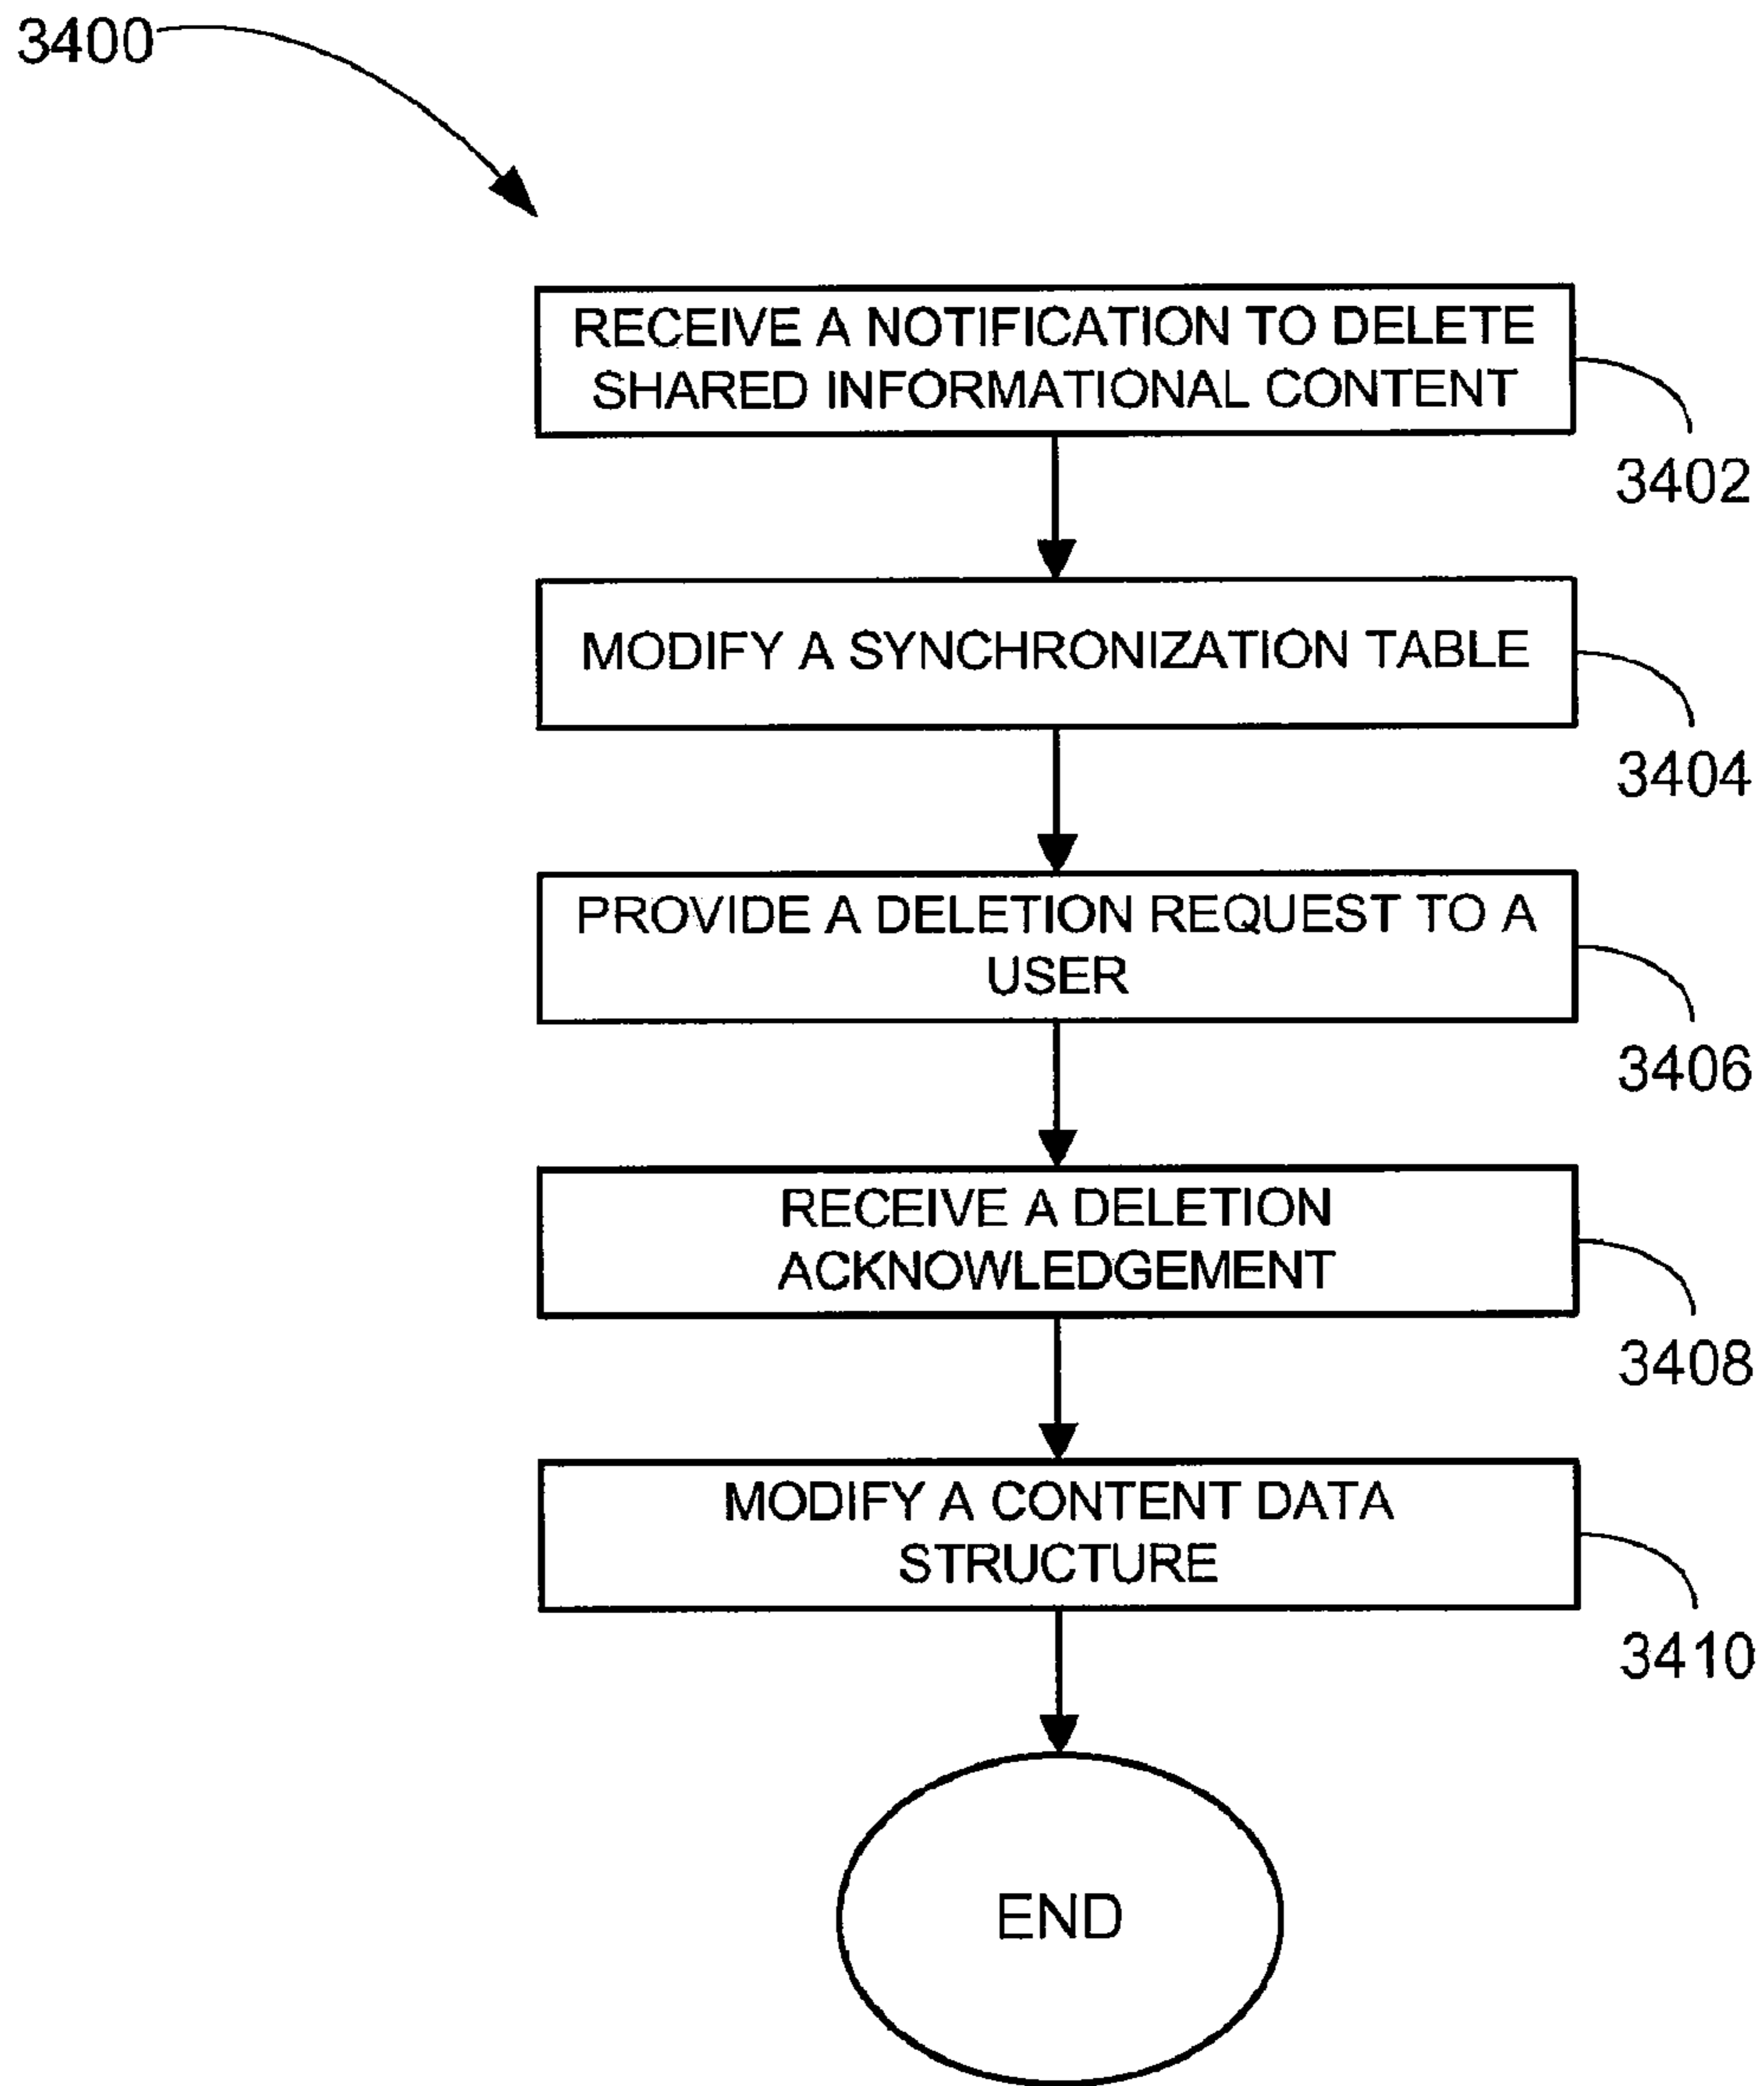 3400
RECEIVE A NOTIFICATION TO DELETE
SHARED INFORMATIONAL CONTENT
3402
MODIFY A SYNCHRONIZATION TABLE
3404
PROVIDE A DELETION REQUEST TO A
USER
3406
RECEIVE A DELETION
ACKNOWLEDGEMENT
3408
MODIFY A CONTENT DATA
STRUCTURE
3410
END